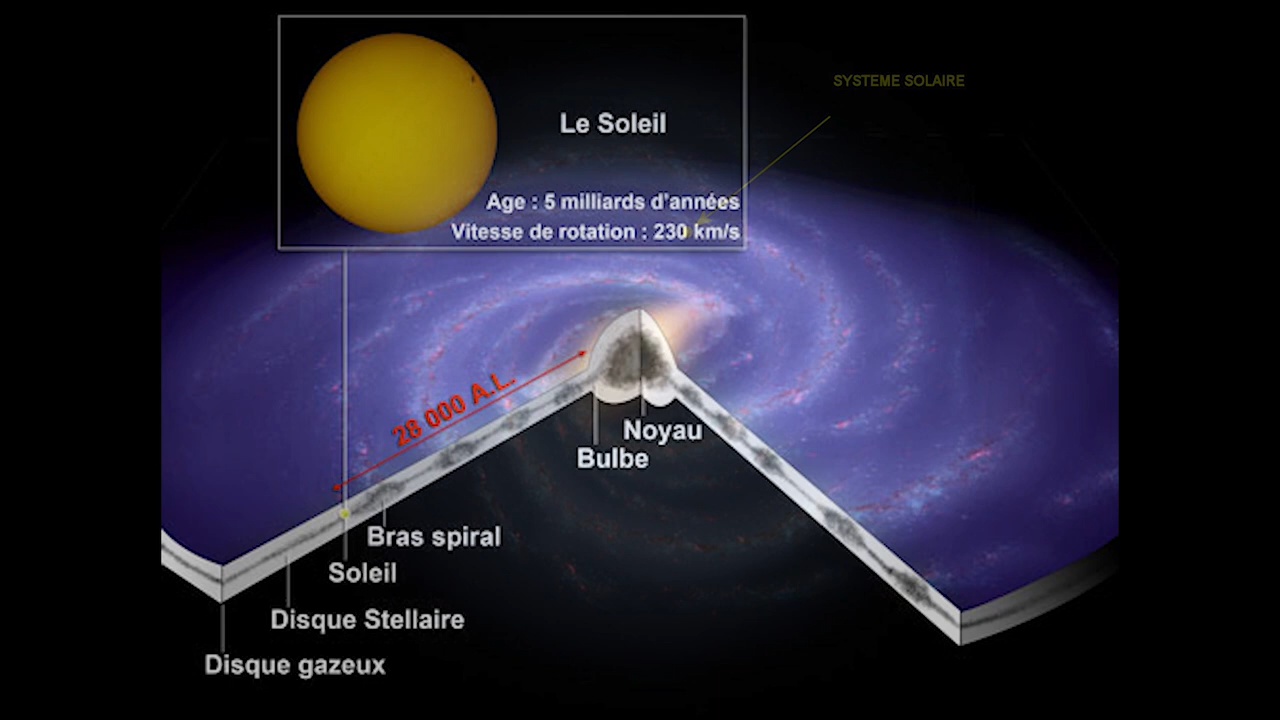 SYSTEME SOLAIRE
Le Soleil
Age : 5 milliards d'années
Vitesse de rotation : 230 km/s
28 000 A.L.
Noyau
Bulbe
Bras spiral
Soleil
Disque Stellaire
Disque gazeux